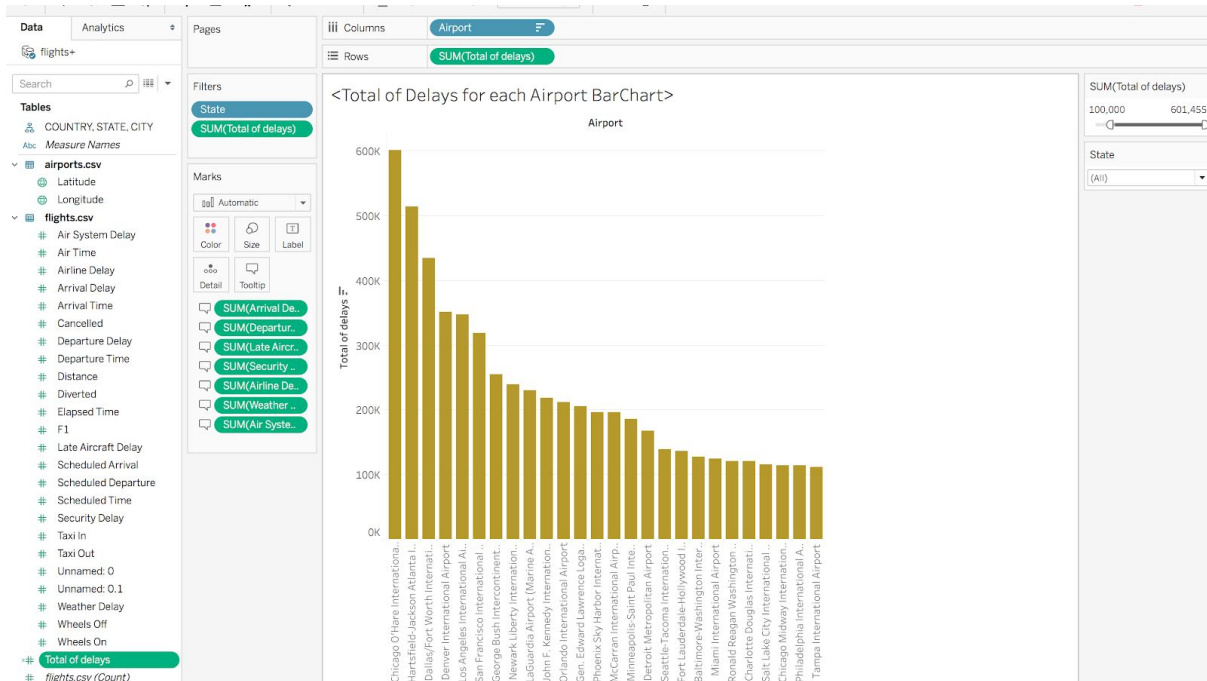 Data
Analytics
flights+
Search
Tables
COUNTRY, STATE, CITY
Abc Measure Names
airports.csv
Latitude
Longitude
flights.csv
Air System Delay
Air Time
Airline Delay
Arrival Delay
Arrival Time
Cancelled
Departure Delay
Departure Time
Distance
Diverted
Elapsed Time
F1
Late Aircraft Delay
Scheduled Arrival
Scheduled Departure
Scheduled Time
Security Delay
Taxi In
Taxi Out
Unnamed: 0
Unnamed: 0.1
Weather Delay
Wheels Off
Wheels On
Total of delays
flights.csv (Count)
Pages
Filters
State
SUM(Total of delays)
Marks
Automatic
Color
Size
Label
Detail
Tooltip
SUM(Arrival De..
SUM(Departur..
SUM(Late Aircr..
SUM(Security ..
SUM(Airline De..
SUM(Weather ..
SUM(Air Syste..
Columns
Airport
Rows
SUM(Total of delays)
<Total of Delays for each Airport BarChart>
Airport
Total of delays
600K
500K
400K
300K
200K
100K
0K
Chicago O'Hare Internationa..
Hartsfield-Jackson Atlanta I..
Dallas/Fort Worth Internati..
Denver International Airport
Los Angeles International Ai..
San Francisco International ..
George Bush Intercontinent..
Newark Liberty Internation..
LaGuardia Airport (Marine A..
John F. Kennedy Internation..
Orlando International Airport
Gen. Edward Lawrence Loga..
Phoenix Sky Harbor Internat..
McCarran International Airp..
Minneapolis-Saint Paul Inte..
Detroit Metropolitan Airport
Seattle-Tacoma Internation..
Fort Lauderdale-Hollywood I..
Baltimore-Washington Inter..
Miami International Airport
Ronald Reagan Washington ..
Charlotte Douglas Internati..
Salt Lake City International ..
Chicago Midway Internation..
Philadelphia International A..
Tampa International Airport
SUM(Total of delays)
100,000
601,455
State
(All)